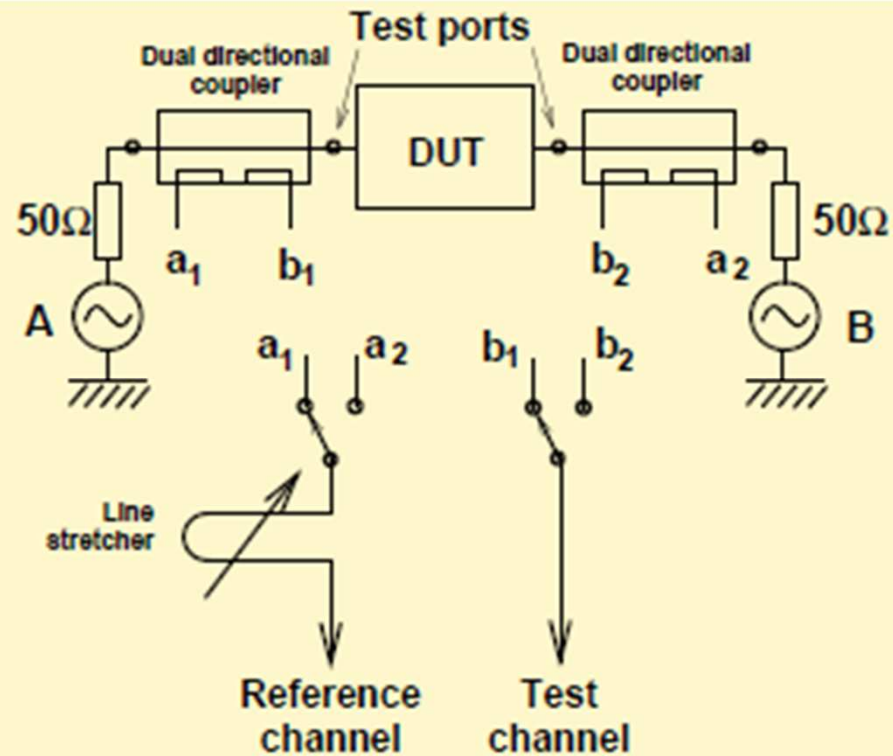 Test ports
Dual directional
coupler
Dual directional
coupler
DUT
50Ω
50Ω
a1
b1
b2
a2
A
B
a1
a2
b1
b2
Line
stretcher
Reference
channel
Test
channel